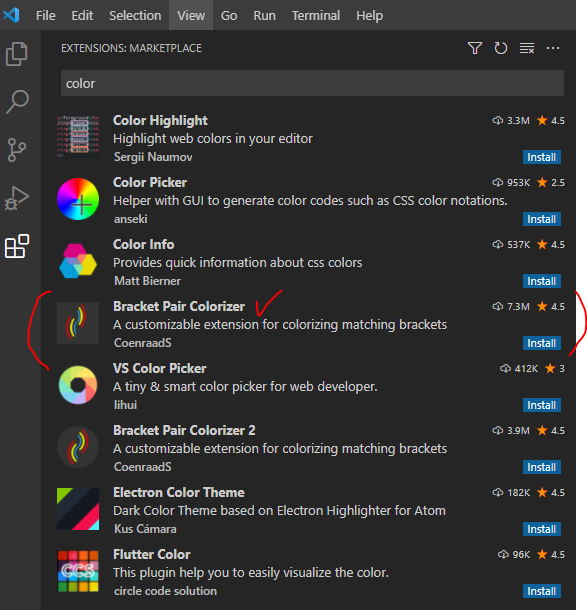 File Edit Selection View Go Run Terminal Help
EXTENSIONS: MARKETPLACE
color
Color Highlight 3.3M 4.5
Highlight web colors in your editor
Sergii Naumov Install
Color Picker 953K 2.5
Helper with GUI to generate color codes such as CSS color notations.
anseki Install
Color Info 537K 4.5
Provides quick information about css colors
Matt Bierner Install
Bracket Pair Colorizer 7.3M 4.5
A customizable extension for colorizing matching brackets
CoenraadS Install
VS Color Picker 412K 3
A tiny & smart color picker for web developer.
lihui Install
Bracket Pair Colorizer 2 3.9M 4.5
A customizable extension for colorizing matching brackets
CoenraadS Install
Electron Color Theme 182K 4.5
Dark Color Theme based on Electron Highlighter for Atom
Kus Cámara Install
Flutter Color 96K 4.5
CCS
This plugin help you to easily visualize the color.
circle code solution Install